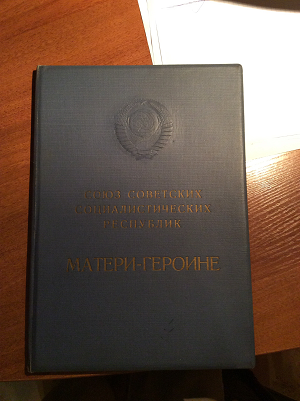 СОЮЗ СОВЕТСКИХ
СОЦИАЛИСТИЧЕСКИХ
РЕСПУБЛИК
МАТЕРИ-ГЕРОИНЕ